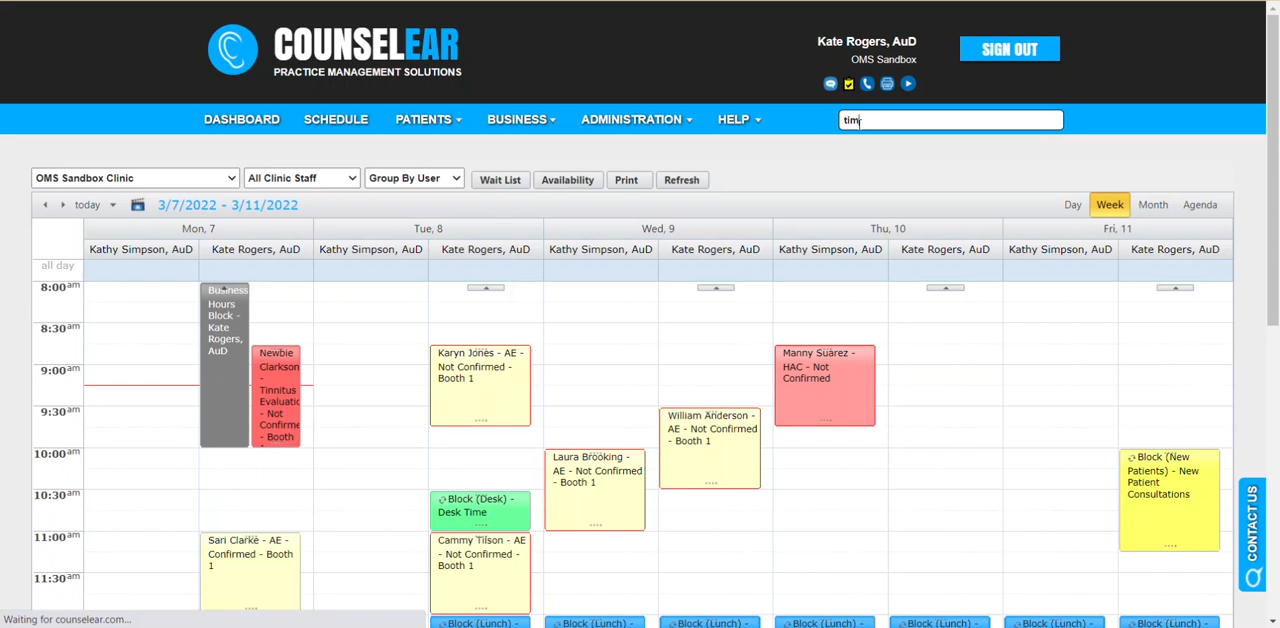 COUNSELEAR
PRACTICE MANAGEMENT SOLUTIONS
Kate Rogers, AuD
OMS Sandbox
SIGN OUT
DASHBOARD SCHEDULE PATIENTS BUSINESS ADMINISTRATION HELP
tim
OMS Sandbox Clinic All Clinic Staff Group By User Wait List Availability Print Refresh
today 3/7/2022 - 3/11/2022 Day Week Month Agenda
Mon, 7 Tue, 8 Wed, 9 Thu, 10 Fri, 11
Kathy Simpson, AuD Kate Rogers, AuD Kathy Simpson, AuD Kate Rogers, AuD Kathy Simpson, AuD Kate Rogers, AuD Kathy Simpson, AuD Kate Rogers, AuD Kathy Simpson, AuD Kate Rogers, AuD
all day
8:00am
8:30am
9:00am
9:30am
10:00am
10:30am
11:00am
11:30am
Business
Hours
Block -
Kate
Rogers,
AuD
Newbie
Clarkson
-
Tinnitus
Evaluatio
- Not
Confirme
- Booth
Sari Clarke - AE -
Confirmed - Booth
1
Karyn Jones - AE -
Not Confirmed -
Booth 1
Block (Desk) -
Desk Time
Cammy Tilson - AE
- Not Confirmed -
Booth 1
Laura Brooking -
AE - Not Confirmed
- Booth 1
William Anderson -
AE - Not Confirmed
- Booth 1
Manny Suarez -
HAC - Not
Confirmed
Block (New
Patients) - New
Patient
Consultations
Block (Lunch) - Block (Lunch) - Block (Lunch) - Block (Lunch) - Block (Lunch) - Block (Lunch) - Block (Lunch) -
CONTACT US
Waiting for counselear.com...